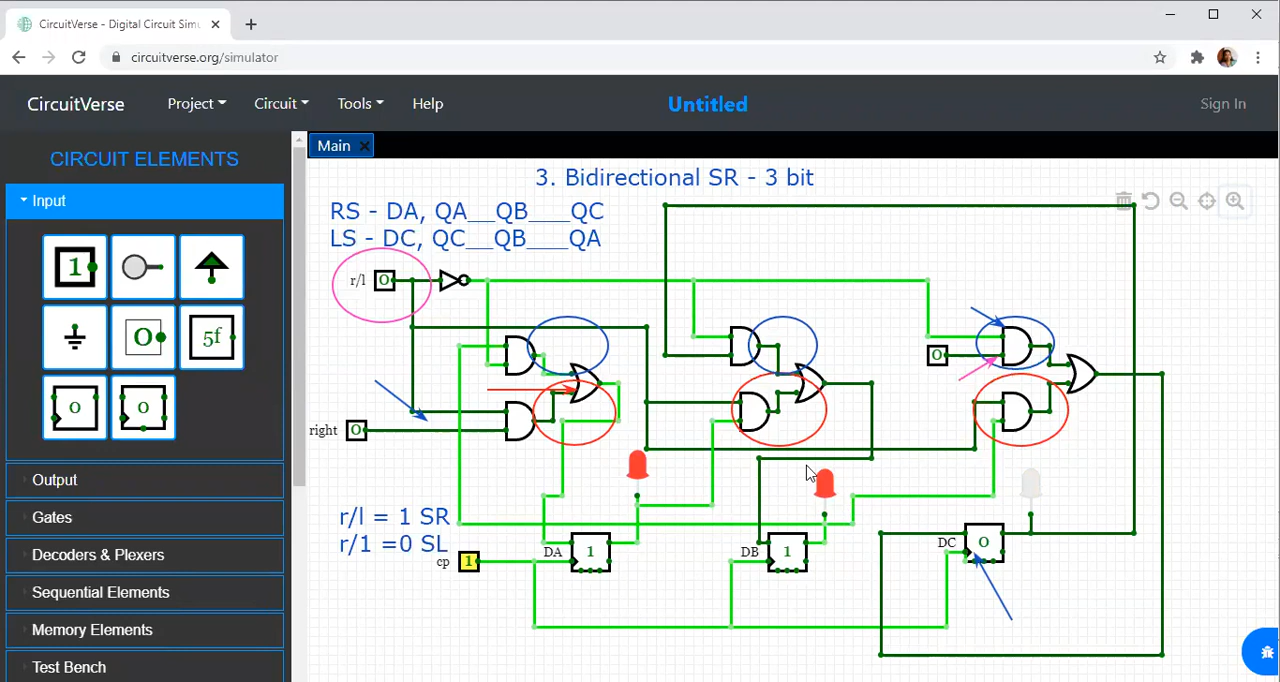 CircuitVerse - Digital Circuit Simu
circuitverse.org/simulator
CircuitVerse
Project
Circuit
Tools
Help
Untitled
Sign In
CIRCUIT ELEMENTS
Main
Input
1
5f
0
0
Output
Gates
Decoders & Plexers
Sequential Elements
Memory Elements
Test Bench
3. Bidirectional SR - 3 bit
RS - DA, QA__QB___QC
LS - DC, QC__QB___QA
r/l 0
0
right 0
r/l = 1 SR
r/1 =0 SL
cp 1
DA 1
DB 1
DC 0